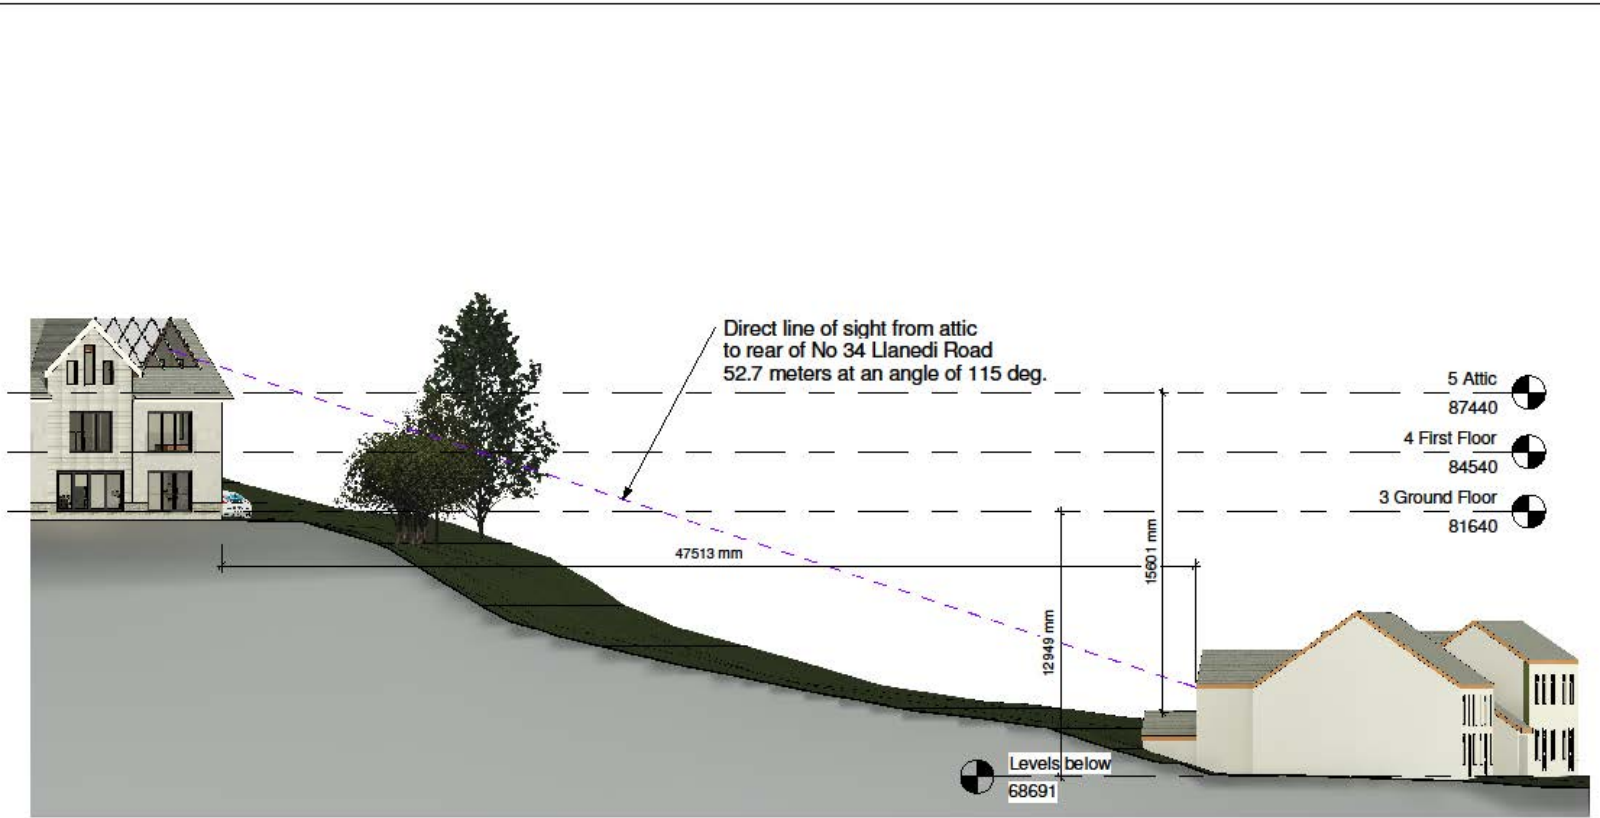 Direct line of sight from attic
to rear of No 34 Llanedi Road
52.7 meters at an angle of 115 deg.
5 Attic
87440
4 First Floor
84540
3 Ground Floor
81640
47513 mm
15601 mm
12949 mm
Levels below
68691